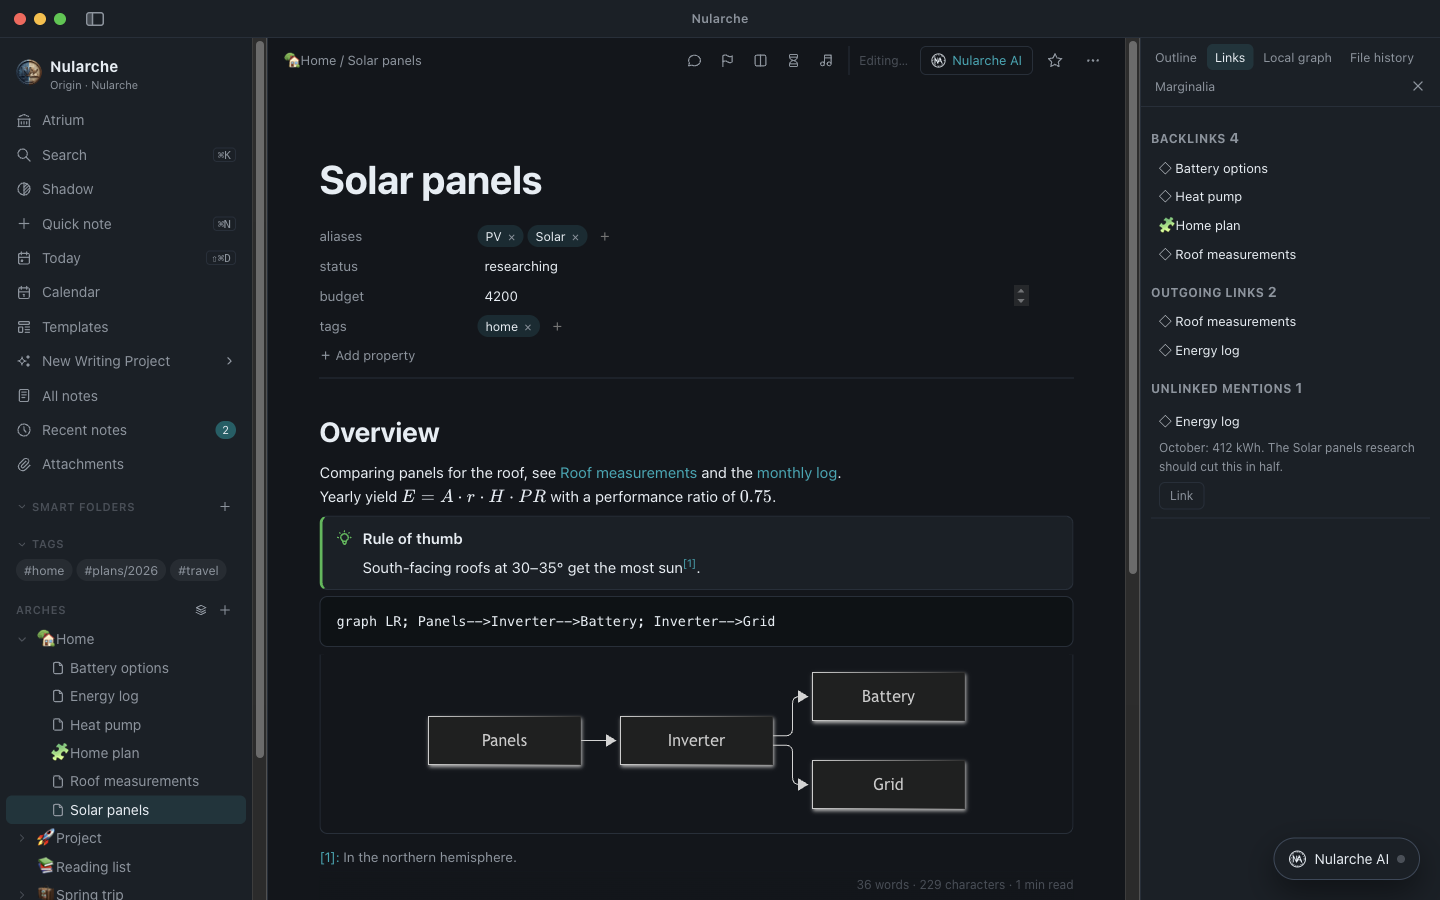 Nularche
Nularche
Origin · Nularche
Atrium
Search ⌘K
Shadow
Quick note ⌘N
Today ⇧⌘D
Calendar
Templates
New Writing Project
All notes
Recent notes 2
Attachments
SMART FOLDERS
TAGS
#home #plans/2026 #travel
ARCHES
Home
Battery options
Energy log
Heat pump
Home plan
Roof measurements
Solar panels
Project
Reading list
Spring trip
Home / Solar panels
Editing...
Nularche AI
Solar panels
aliases PV × Solar × +
status researching
budget 4200
tags home × +
+ Add property
Overview
Comparing panels for the roof, see Roof measurements and the monthly log.
Yearly yield E = A · r · H · PR with a performance ratio of 0.75.
Rule of thumb
South-facing roofs at 30–35° get the most sun[1].
graph LR; Panels-->Inverter-->Battery; Inverter-->Grid
Panels
Inverter
Battery
Grid
[1]: In the northern hemisphere.
36 words · 229 characters · 1 min read
Outline Links Local graph File history
Marginalia
BACKLINKS 4
Battery options
Heat pump
Home plan
Roof measurements
OUTGOING LINKS 2
Roof measurements
Energy log
UNLINKED MENTIONS 1
Energy log
October: 412 kWh. The Solar panels research
should cut this in half.
Link
Nularche AI